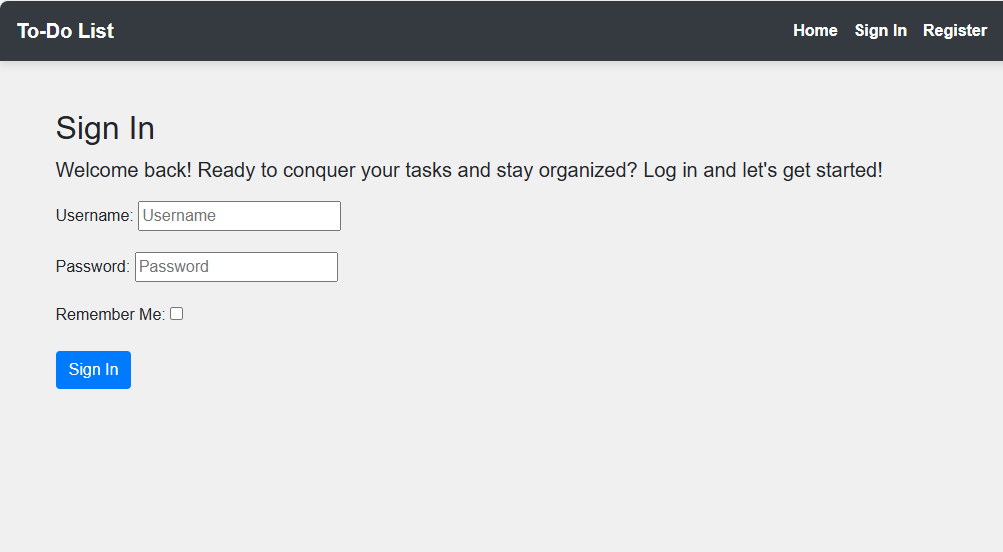 To-Do List Home Sign In Register
Sign In
Welcome back! Ready to conquer your tasks and stay organized? Log in and let's get started!
Username: Username
Password: Password
Remember Me:
Sign In